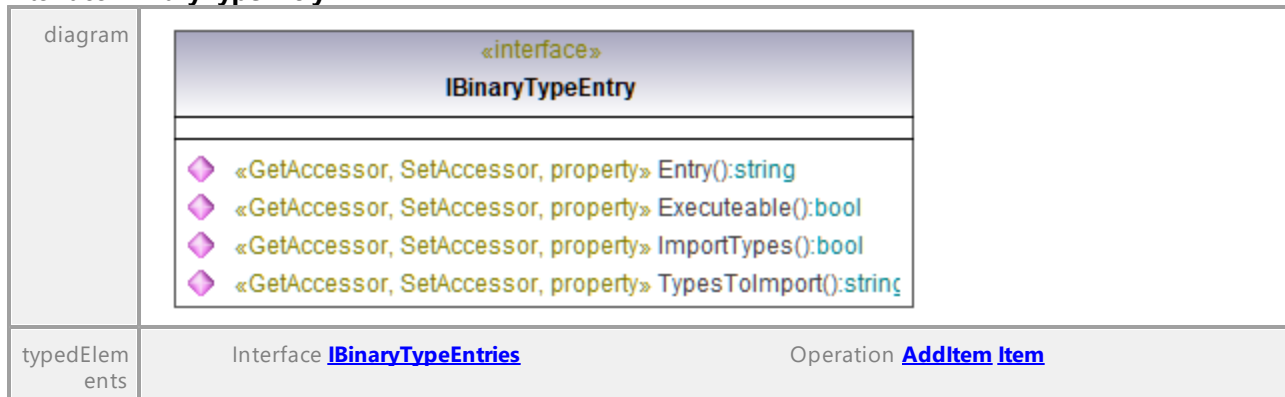 diagram
«interface»
IBinaryTypeEntry
«GetAccessor, SetAccessor, property» Entry():string
«GetAccessor, SetAccessor, property» Executeable():bool
«GetAccessor, SetAccessor, property» ImportTypes():bool
«GetAccessor, SetAccessor, property» TypesToImport():string
typedElem
ents
Interface IBinaryTypeEntries
Operation AddItem Item